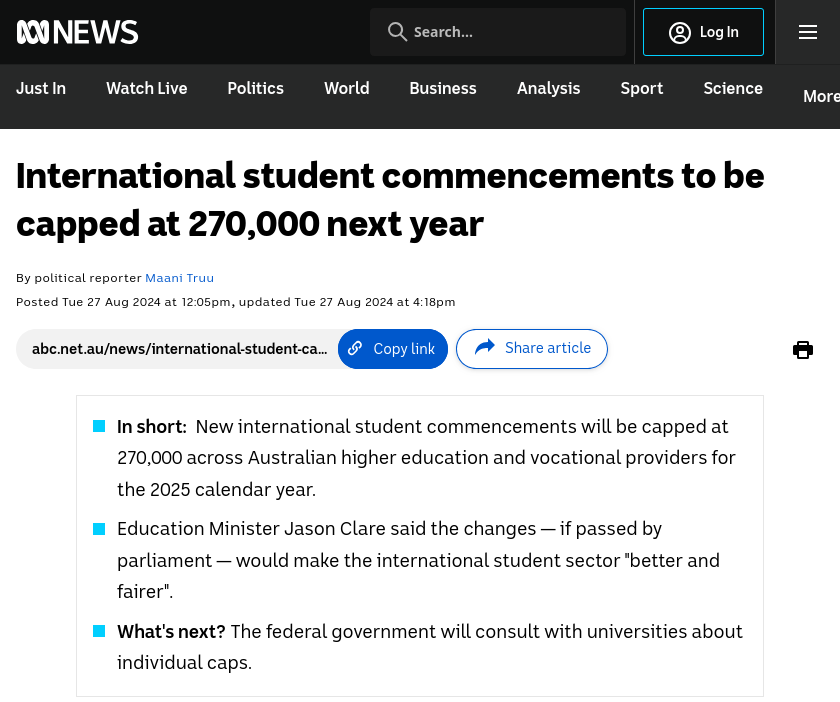 NEWS
Search...
Log In
Just In
Watch Live
Politics
World
Business
Analysis
Sport
Science
More
International student commencements to be
capped at 270,000 next year
By political reporter Maani Truu
Posted Tue 27 Aug 2024 at 12:05pm, updated Tue 27 Aug 2024 at 4:18pm
abc.net.au/news/international-student-ca...
Copy link
Share article
In short: New international student commencements will be capped at
270,000 across Australian higher education and vocational providers for
the 2025 calendar year.
Education Minister Jason Clare said the changes — if passed by
parliament — would make the international student sector "better and
fairer".
What's next? The federal government will consult with universities about
individual caps.